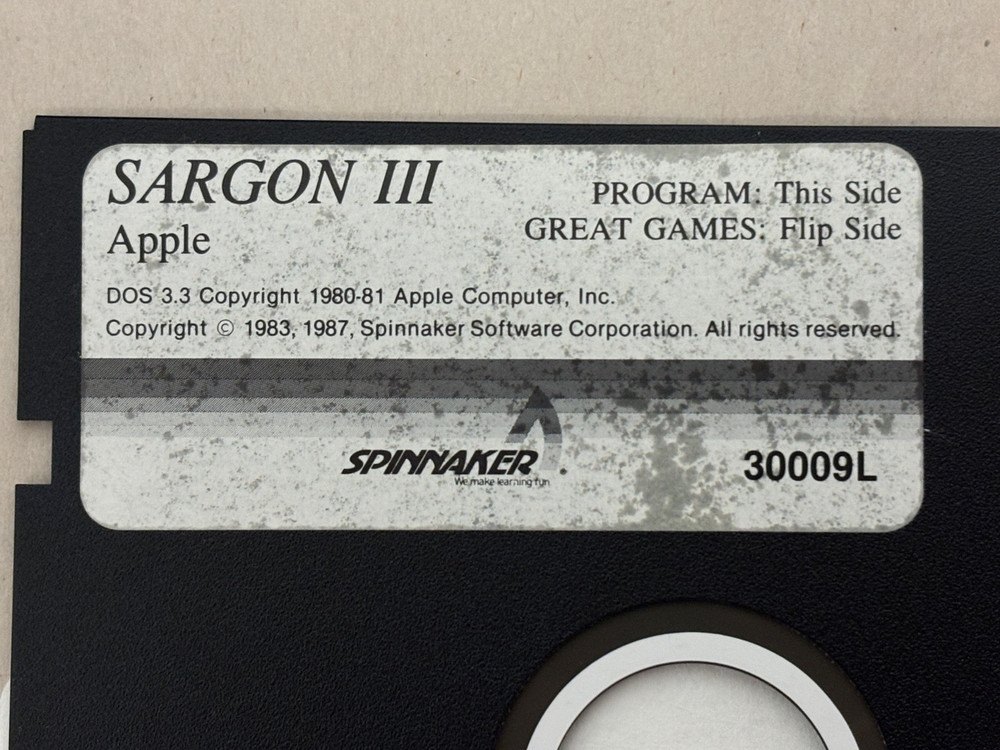 SARGON III
Apple
PROGRAM: This Side
GREAT GAMES: Flip Side
DOS 3.3 Copyright 1980-81 Apple Computer, Inc.
Copyright © 1983, 1987, Spinnaker Software Corporation. All rights reserved.
SPINNAKER
We make learning fun
30009L